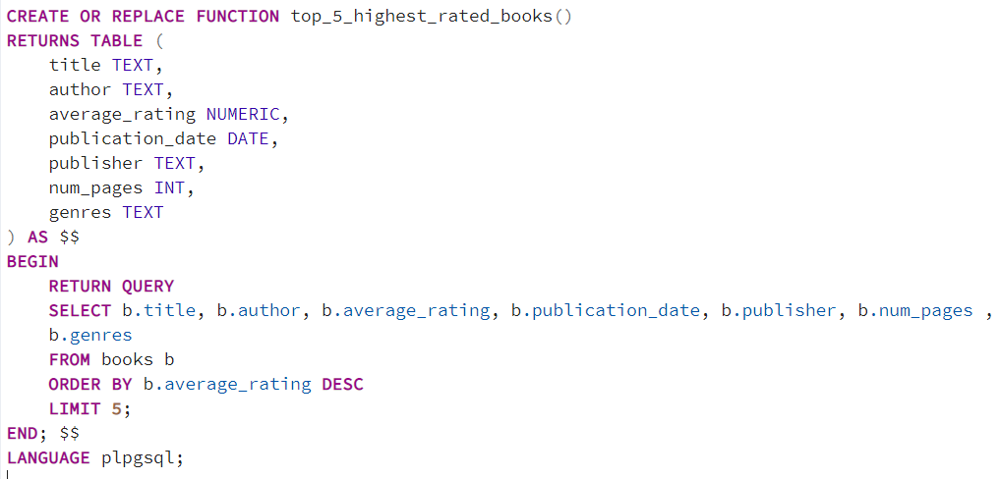 CREATE OR REPLACE FUNCTION top_5_highest_rated_books()
RETURNS TABLE (
    title TEXT,
    author TEXT,
    average_rating NUMERIC,
    publication_date DATE,
    publisher TEXT,
    num_pages INT,
    genres TEXT
) AS $$
BEGIN
    RETURN QUERY
    SELECT b.title, b.author, b.average_rating, b.publication_date, b.publisher, b.num_pages ,
    b.genres
    FROM books b
    ORDER BY b.average_rating DESC
    LIMIT 5;
END; $$
LANGUAGE plpgsql;